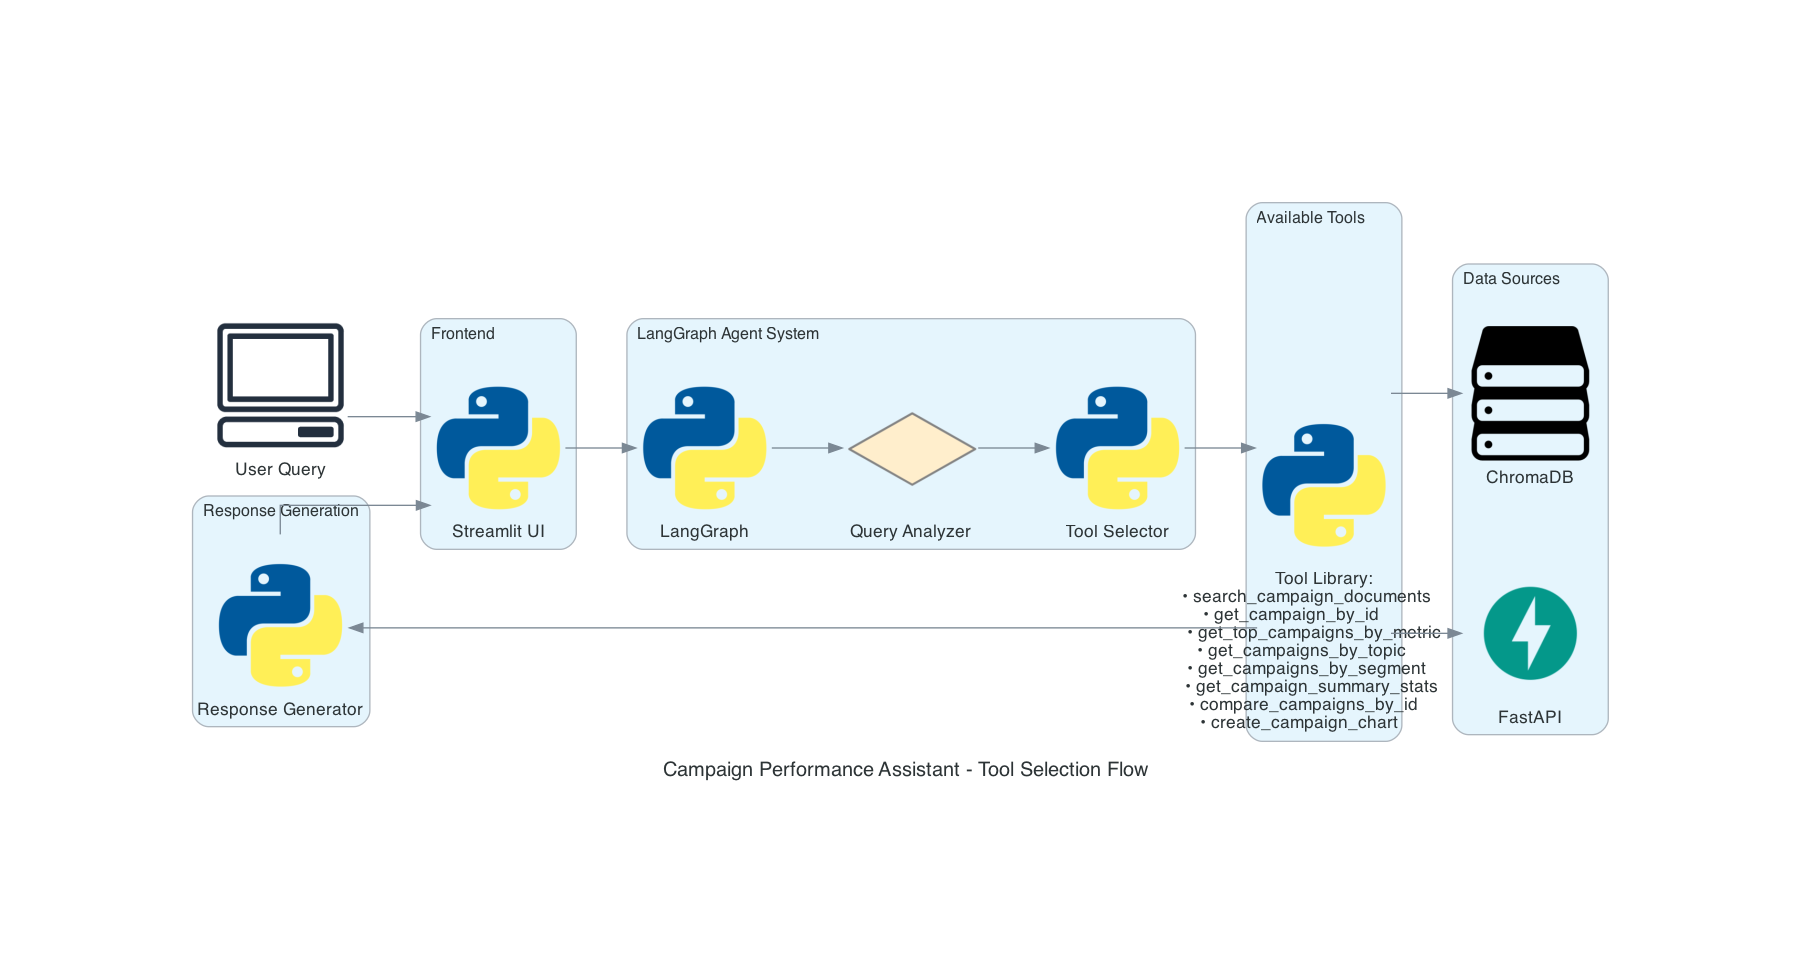 User Query
Frontend
Streamlit UI
LangGraph Agent System
LangGraph
Query Analyzer
Tool Selector
Available Tools
Tool Library:
• search_campaign_documents
• get_campaign_by_id
• get_top_campaigns_by_metric
• get_campaigns_by_topic
• get_campaigns_by_segment
• get_campaign_summary_stats
• compare_campaigns_by_id
• create_campaign_chart
Data Sources
ChromaDB
FastAPI
Response Generation
Response Generator
Campaign Performance Assistant - Tool Selection Flow